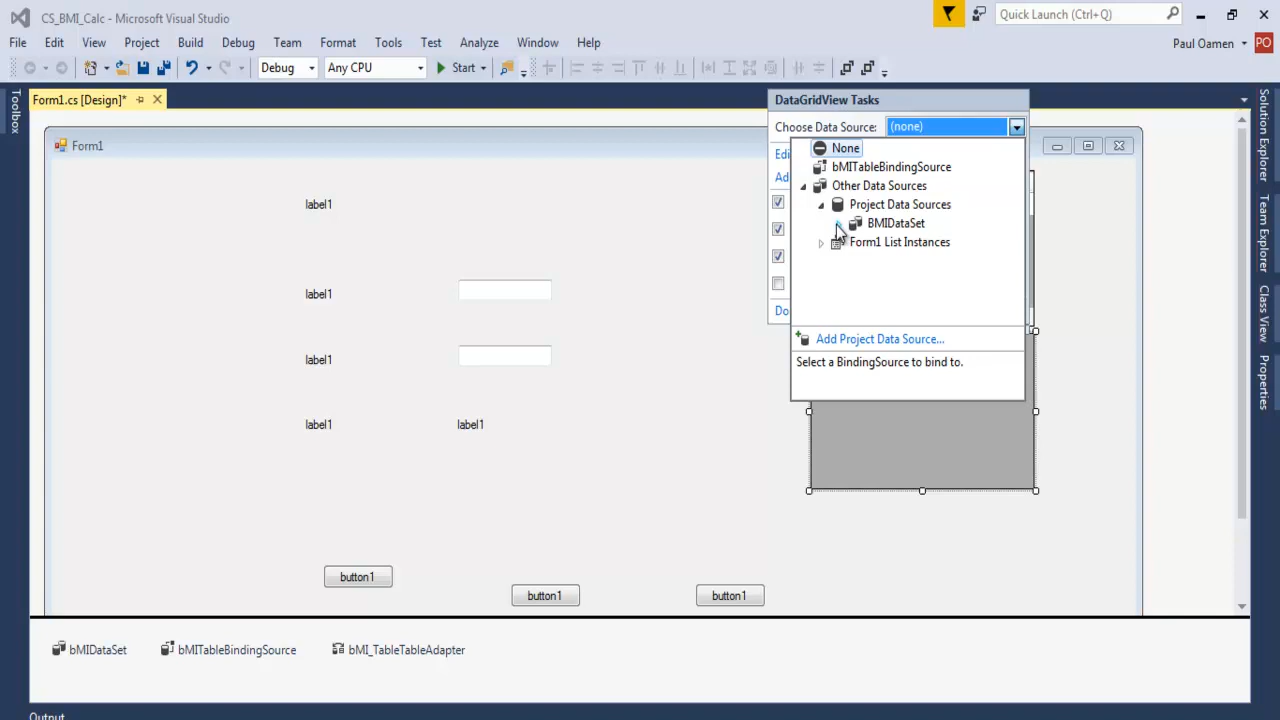 CS_BMI_Calc - Microsoft Visual Studio
Quick Launch (Ctrl+Q)
File Edit View Project Build Debug Team Format Tools Test Analyze Window Help
Paul Oamen PO
Debug Any CPU Start
Form1.cs [Design]*
Toolbox
Solution Explorer
Team Explorer
Class View
Properties
Form1
DataGridView Tasks
Choose Data Source: (none)
None
Edi
bMITableBindingSource
Ad
Other Data Sources
Project Data Sources
BMIDataSet
Form1 List Instances
Do
Add Project Data Source...
Select a BindingSource to bind to.
label1
label1
label1
label1 label1
button1
button1 button1
bMIDataSet bMITableBindingSource bMI_TableTableAdapter
Output